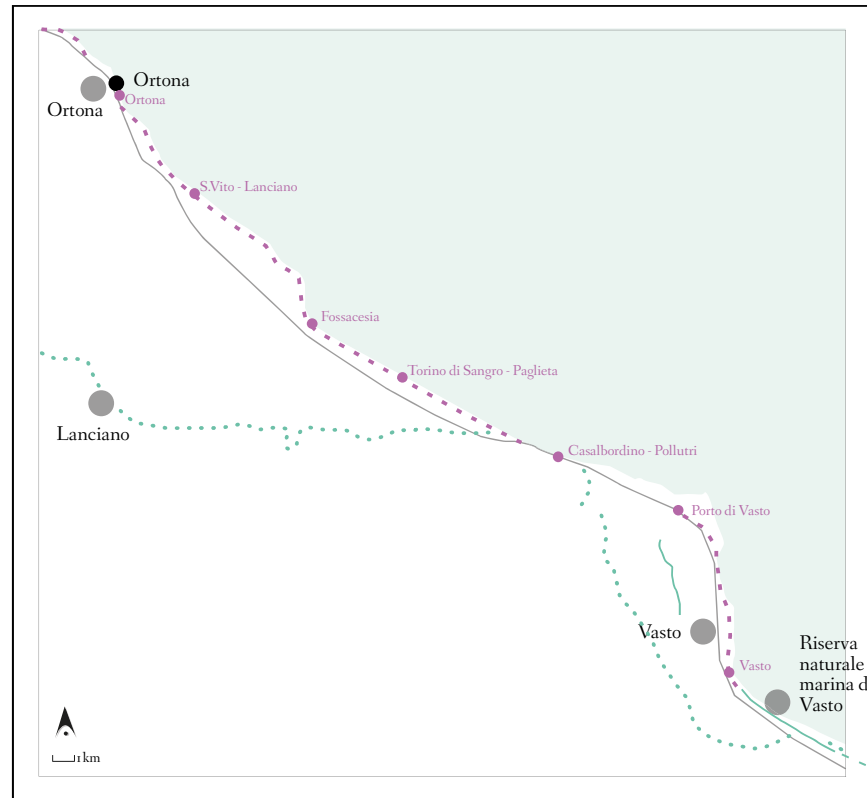 Ortona
Ortona
Ortona
S.Vito - Lanciano
Fossacesia
Torino di Sangro - Paglieta
Lanciano
Casalbordino - Pollutri
Porto di Vasto
Vasto
Riserva
naturale
marina d
Vasto
Vasto
1 km